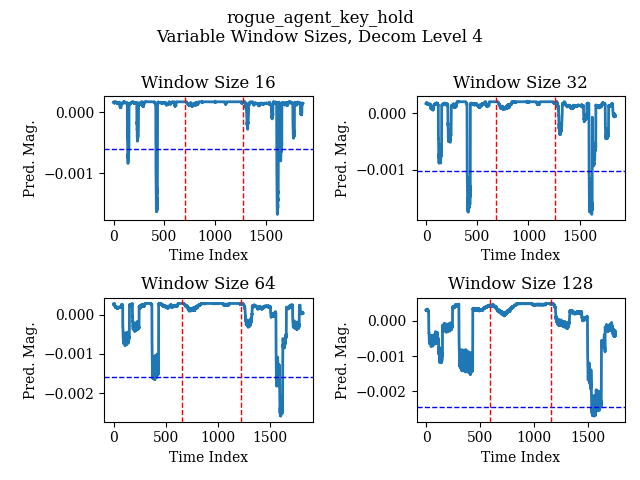 rogue_agent_key_hold
Variable Window Sizes, Decom Level 4
Window Size 16
0.000
−0.001
Pred. Mag.
0
500
1000
1500
Time Index
Window Size 32
0.000
−0.001
Pred. Mag.
0
500
1000
1500
Time Index
Window Size 64
0.000
−0.001
−0.002
Pred. Mag.
0
500
1000
1500
Time Index
Window Size 128
0.000
−0.001
−0.002
Pred. Mag.
0
500
1000
1500
Time Index